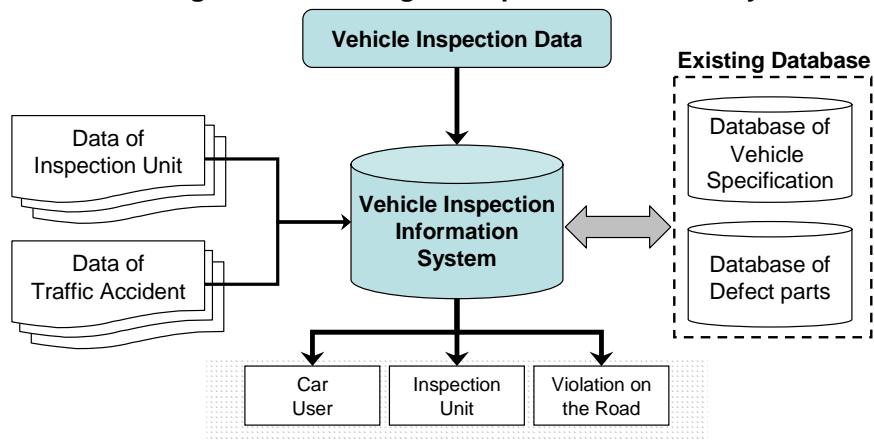 Vehicle Inspection Data
Existing Database
Data of
Inspection Unit
Database of
Vehicle
Specification
Vehicle Inspection
Information
System
Data of
Traffic Accident
Database of
Defect parts
Car
User
Inspection
Unit
Violation on
the Road